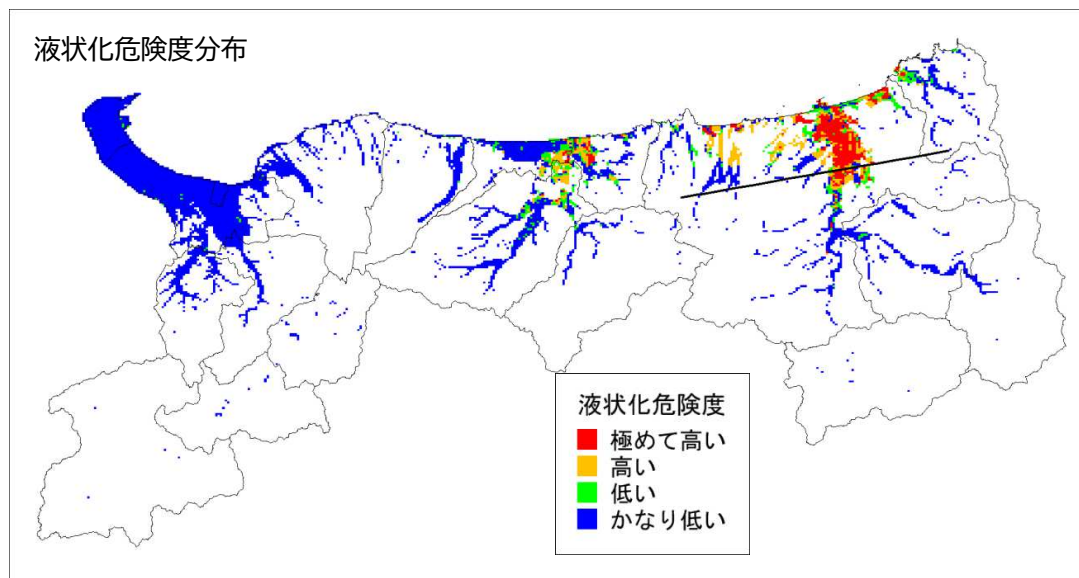 液状化危険度分布
液状化危険度
極めて高い
高い
低い
かなり低い